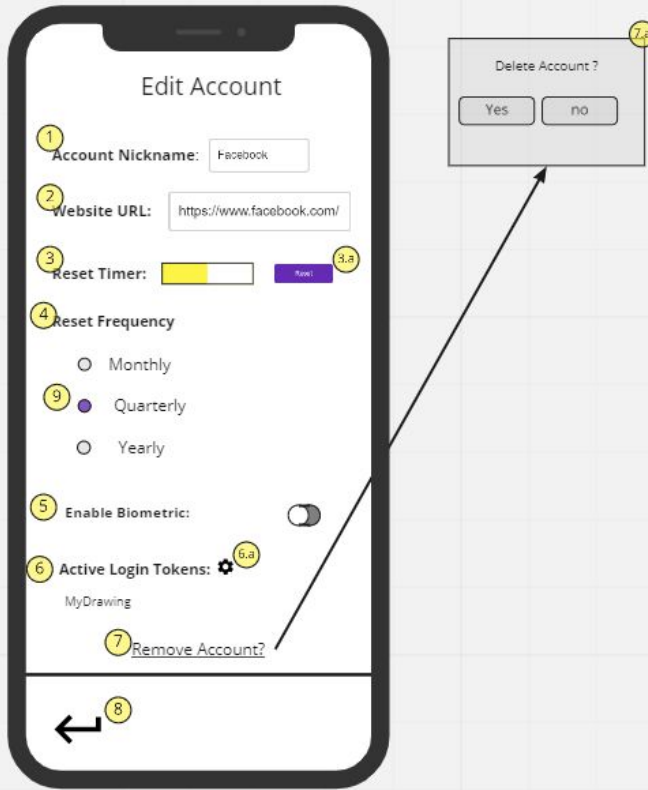 Edit Account
1
Account Nickname: Facebook
2
Website URL: https://www.facebook.com/
3
Reset Timer: Reset 3.a
4
Reset Frequency
Monthly
9 Quarterly
Yearly
5 Enable Biometric:
6 Active Login Tokens: 6.a
MyDrawing
7 Remove Account?
8
7.a
Delete Account ?
Yes no